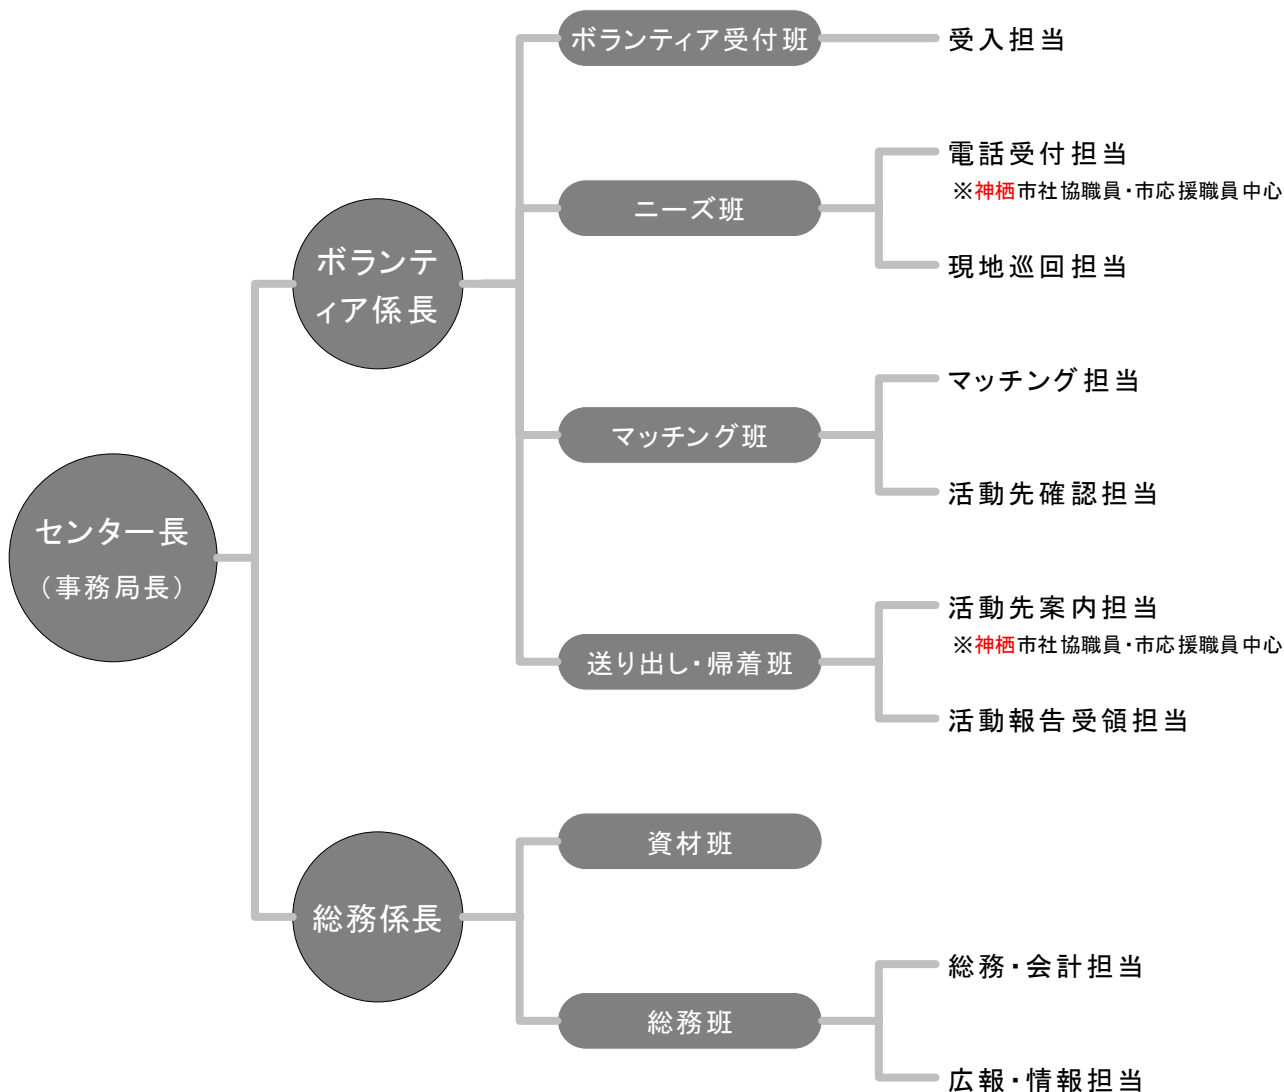 センター長
（事務局長）
ボランテ
ィア係長
ボランティア受付班
受入担当
ニーズ班
電話受付担当
※神栖市社協職員・市応援職員中心
現地巡回担当
マッチング班
マッチング担当
活動先確認担当
送り出し・帰着班
活動先案内担当
※神栖市社協職員・市応援職員中心
活動報告受領担当
総務係長
資材班
総務班
総務・会計担当
広報・情報担当